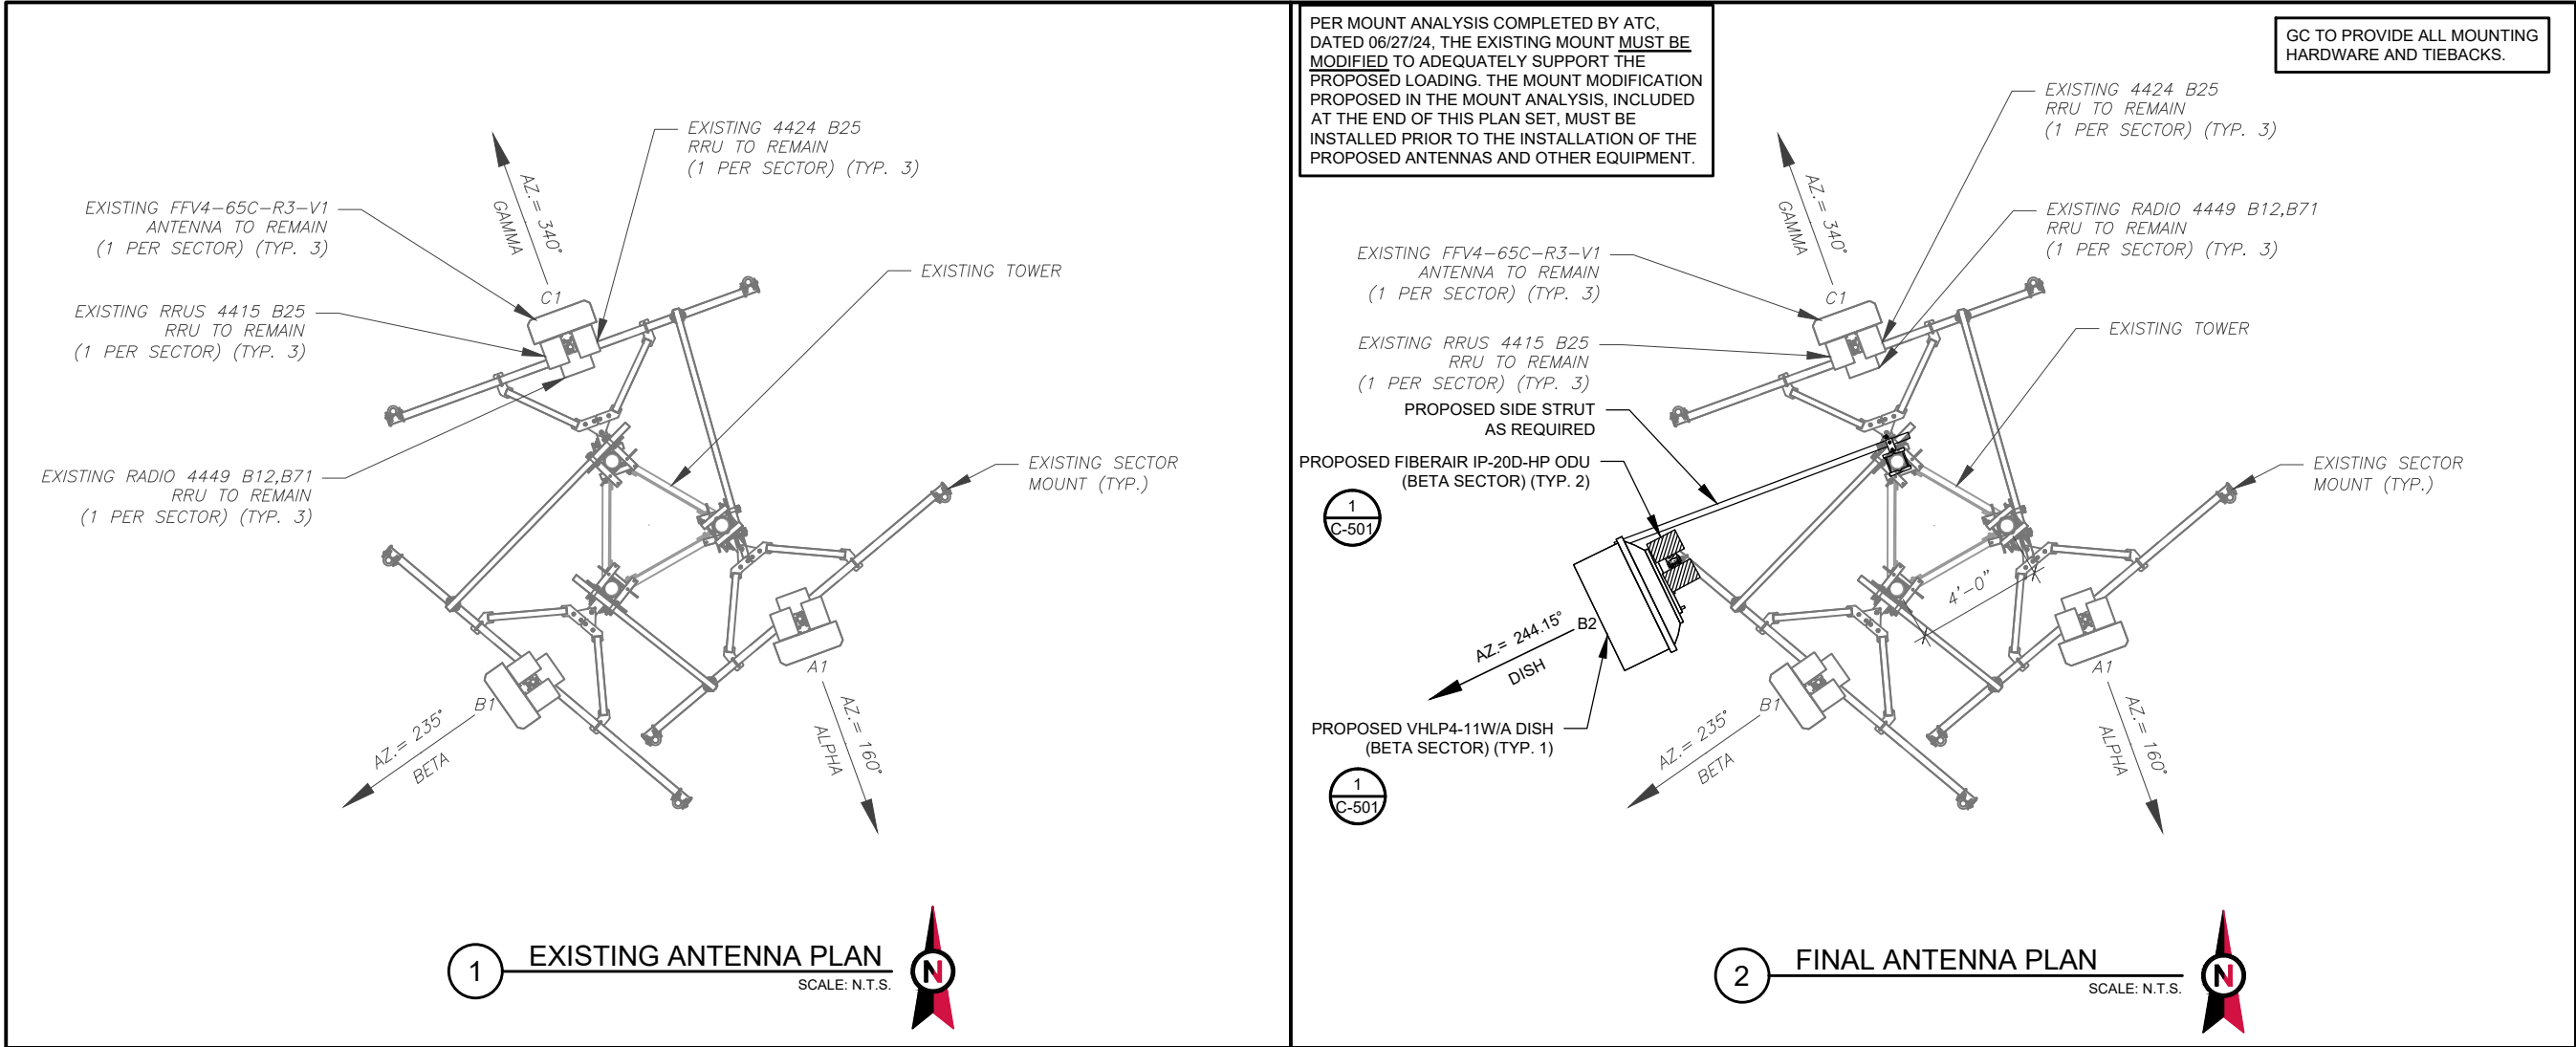 EXISTING 4424 B25
RRU TO REMAIN
(1 PER SECTOR) (TYP. 3)
AZ.= 340°
GAMMA
EXISTING FFV4-65C-R3-V1
ANTENNA TO REMAIN
(1 PER SECTOR) (TYP. 3)
C1
EXISTING TOWER
EXISTING RRUS 4415 B25
RRU TO REMAIN
(1 PER SECTOR) (TYP. 3)
EXISTING RADIO 4449 B12,B71
RRU TO REMAIN
(1 PER SECTOR) (TYP. 3)
EXISTING SECTOR
MOUNT (TYP.)
A1
B1
AZ.= 235°
BETA
AZ.= 160°
ALPHA
1
EXISTING ANTENNA PLAN
SCALE: N.T.S.
N
PER MOUNT ANALYSIS COMPLETED BY ATC,
DATED 06/27/24, THE EXISTING MOUNT MUST BE
MODIFIED TO ADEQUATELY SUPPORT THE
PROPOSED LOADING. THE MOUNT MODIFICATION
PROPOSED IN THE MOUNT ANALYSIS, INCLUDED
AT THE END OF THIS PLAN SET, MUST BE
INSTALLED PRIOR TO THE INSTALLATION OF THE
PROPOSED ANTENNAS AND OTHER EQUIPMENT.
GC TO PROVIDE ALL MOUNTING
HARDWARE AND TIEBACKS.
EXISTING 4424 B25
RRU TO REMAIN
(1 PER SECTOR) (TYP. 3)
AZ.= 340°
GAMMA
EXISTING RADIO 4449 B12,B71
RRU TO REMAIN
(1 PER SECTOR) (TYP. 3)
EXISTING FFV4-65C-R3-V1
ANTENNA TO REMAIN
(1 PER SECTOR) (TYP. 3)
C1
EXISTING TOWER
EXISTING RRUS 4415 B25
RRU TO REMAIN
(1 PER SECTOR) (TYP. 3)
PROPOSED SIDE STRUT
AS REQUIRED
PROPOSED FIBERAIR IP-20D-HP ODU
(BETA SECTOR) (TYP. 2)
1
C-501
EXISTING SECTOR
MOUNT (TYP.)
4'-0"
B2
AZ.= 244.15°
DISH
A1
B1
PROPOSED VHLP4-11W/A DISH
(BETA SECTOR) (TYP. 1)
1
C-501
AZ.= 235°
BETA
AZ.= 160°
ALPHA
2
FINAL ANTENNA PLAN
SCALE: N.T.S.
N